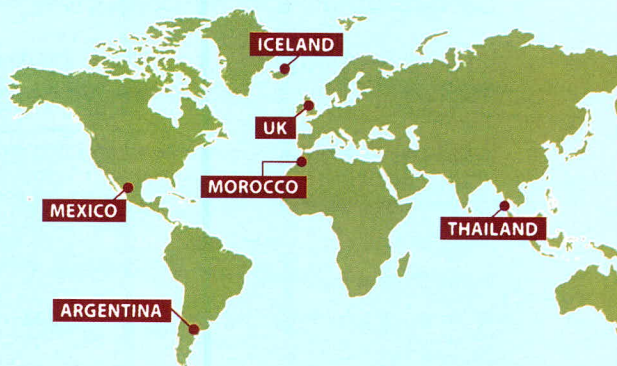 ICELAND
UK
MOROCCO
MEXICO
THAILAND
ARGENTINA